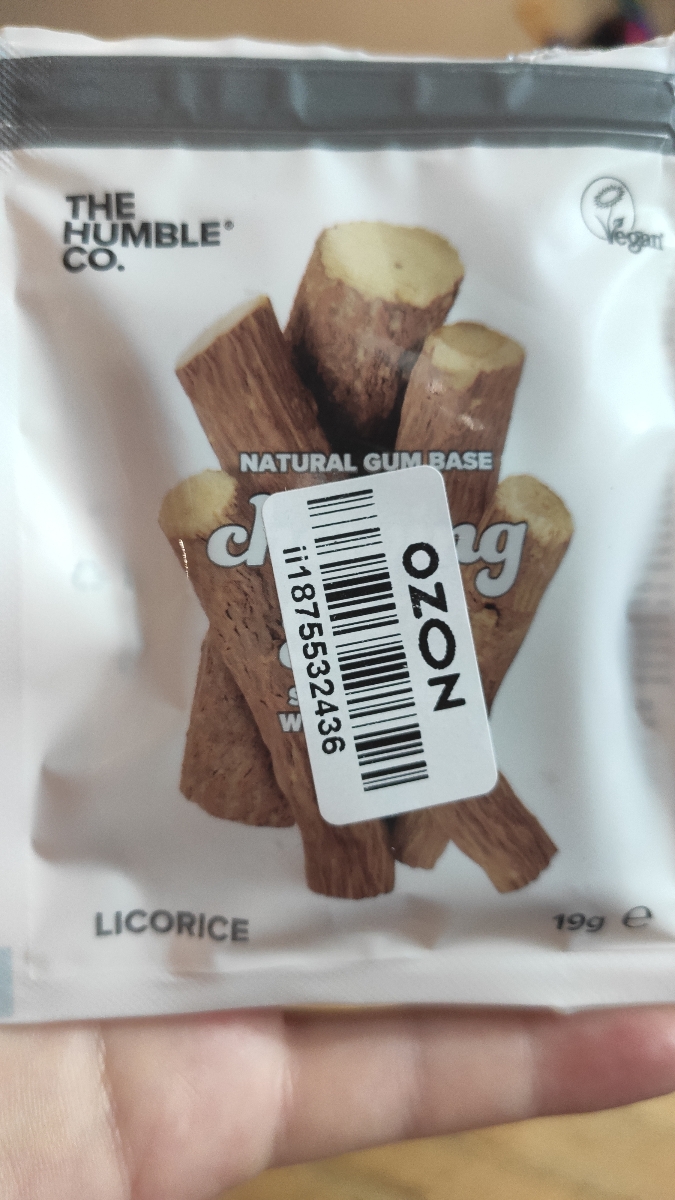 THE
HUMBLE®
CO.
Vegan
NATURAL GUM BASE
OZON
ii1875532436
LICORICE
19g ℮